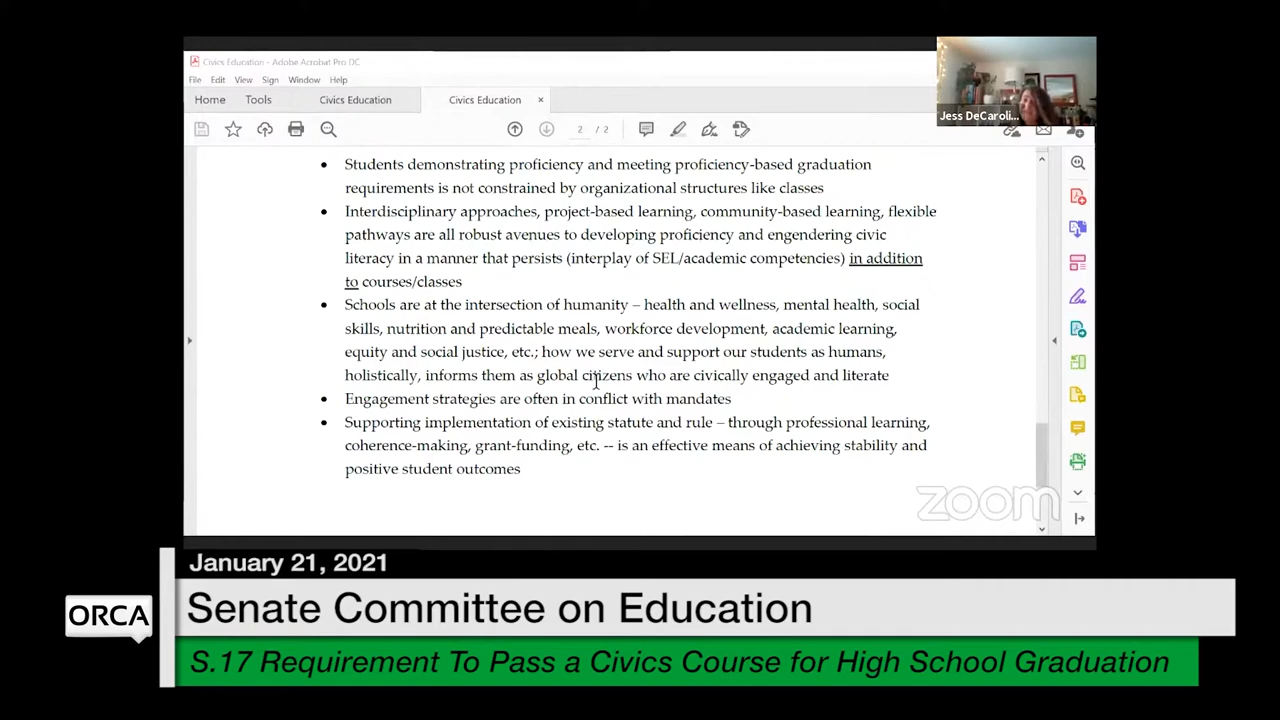 Civics Education - Adobe Acrobat Pro DC
File Edit View Sign Window Help
Home Tools Civics Education Civics Education ×
2 / 2
Jess DeCaroli...
• Students demonstrating proficiency and meeting proficiency-based graduation
requirements is not constrained by organizational structures like classes
• Interdisciplinary approaches, project-based learning, community-based learning, flexible
pathways are all robust avenues to developing proficiency and engendering civic
literacy in a manner that persists (interplay of SEL/academic competencies) in addition
to courses/classes
• Schools are at the intersection of humanity – health and wellness, mental health, social
skills, nutrition and predictable meals, workforce development, academic learning,
equity and social justice, etc.; how we serve and support our students as humans,
holistically, informs them as global citizens who are civically engaged and literate
• Engagement strategies are often in conflict with mandates
• Supporting implementation of existing statute and rule – through professional learning,
coherence-making, grant-funding, etc. -- is an effective means of achieving stability and
positive student outcomes
zoom
January 21, 2021
ORCA
Senate Committee on Education
S.17 Requirement To Pass a Civics Course for High School Graduation